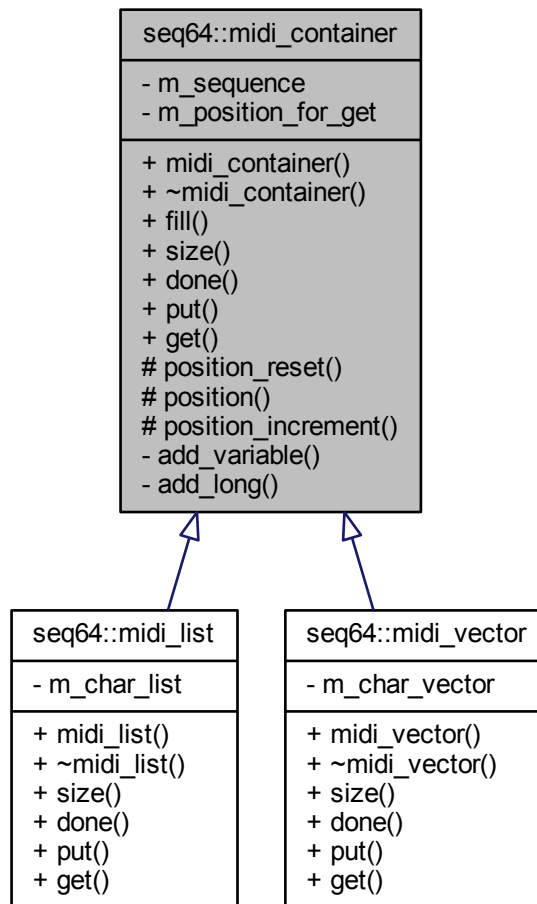 seq64::midi_container
- m_sequence
- m_position_for_get
+ midi_container()
+ ~midi_container()
+ fill()
+ size()
+ done()
+ put()
+ get()
# position_reset()
# position()
# position_increment()
- add_variable()
- add_long()
seq64::midi_list
- m_char_list
+ midi_list()
+ ~midi_list()
+ size()
+ done()
+ put()
+ get()
seq64::midi_vector
- m_char_vector
+ midi_vector()
+ ~midi_vector()
+ size()
+ done()
+ put()
+ get()